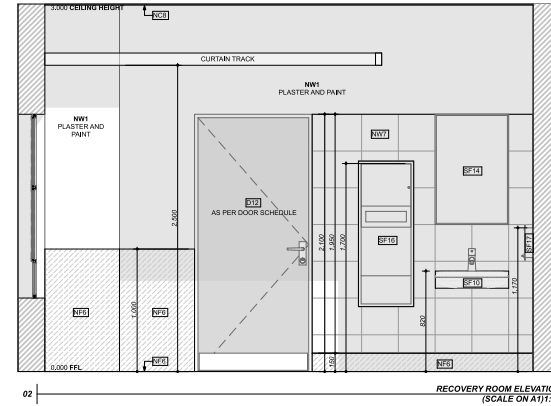 3.000 CEILING HEIGHT
NC8
CURTAIN TRACK
NW1
PLASTER AND PAINT
NW1
PLASTER AND
PAINT
NW7
SF14
D12
AS PER DOOR SCHEDULE
2,500
2,100
1,950
1,700
SF16
SF17
SF10
1,170
820
1,000
NF6
NF6
150
NF6
NF6
0.000 FFL
02
RECOVERY ROOM ELEVATIO
(SCALE ON A1)1: